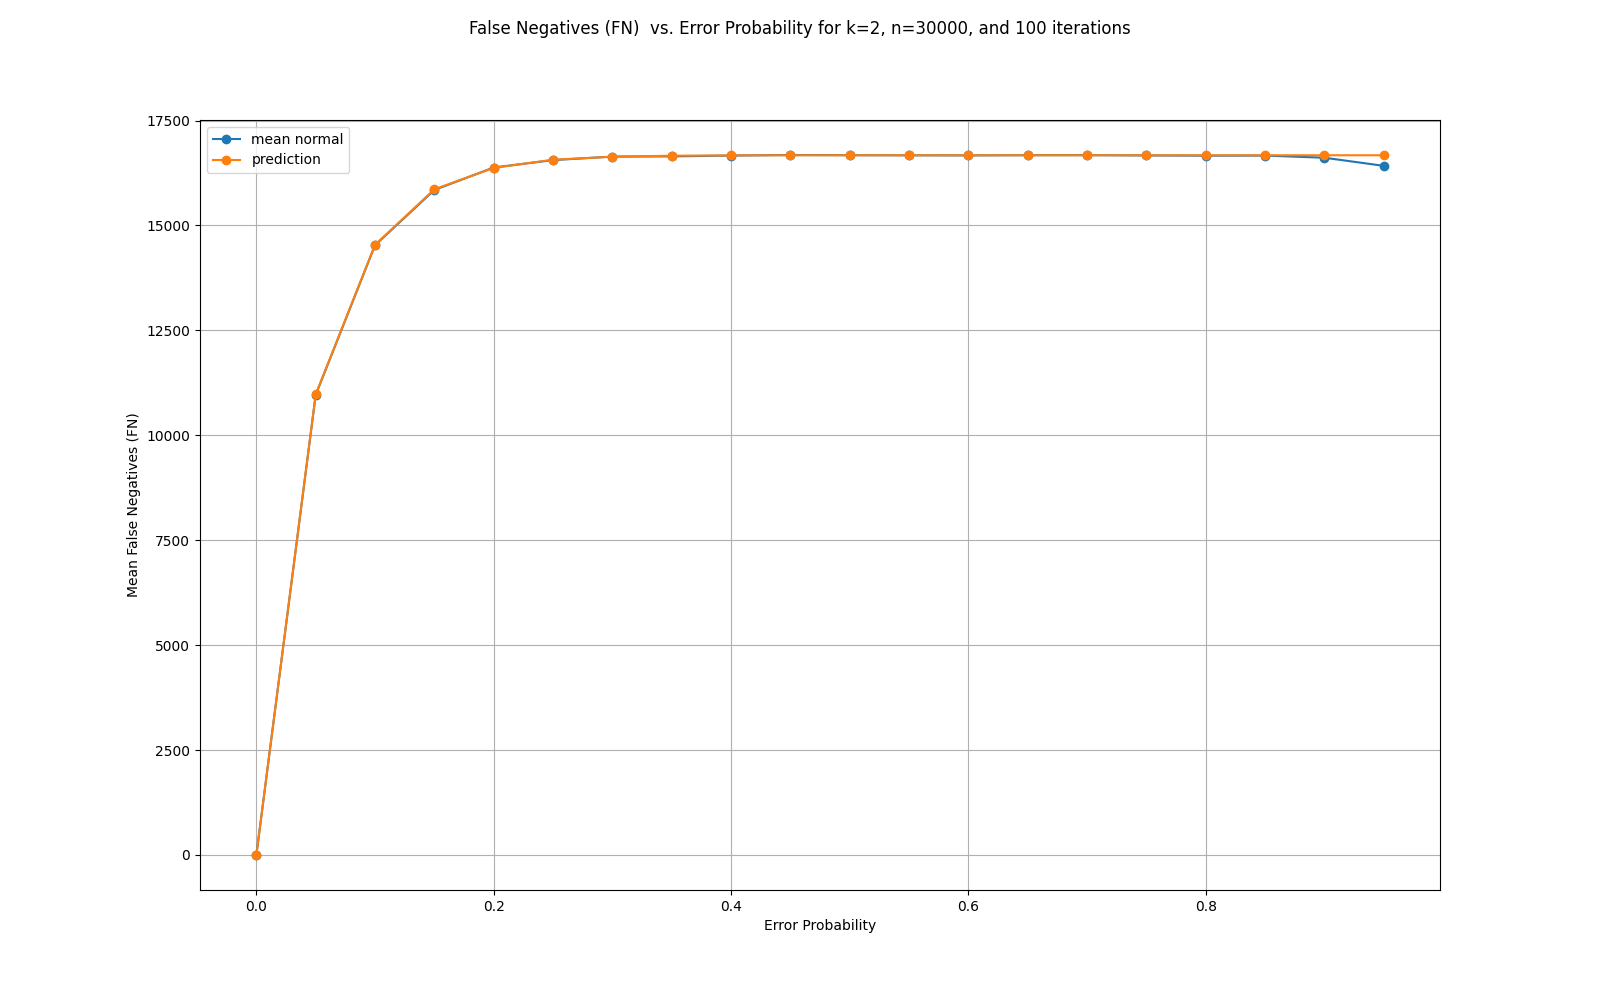 False Negatives (FN)  vs. Error Probability for k=2, n=30000, and 100 iterations
17500
15000
12500
10000
7500
5000
2500
0
Mean False Negatives (FN)
mean normal
prediction
0.0 0.2 0.4 0.6 0.8
Error Probability